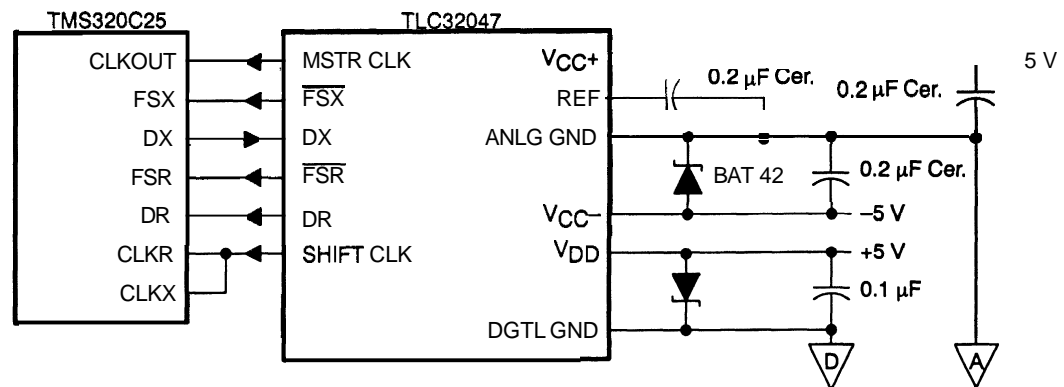 TMS320C25
TLC32047
CLKOUT
FSX
DX
FSR
DR
CLKR
CLKX
MSTR CLK
FSX
DX
FSR
DR
SHIFT CLK
VCC+
REF
ANLG GND
VCC−
VDD
DGTL GND
5 V
0.2 μF Cer.
0.2 μF Cer.
BAT 42
0.2 μF Cer.
−5 V
+5 V
0.1 μF
D
A